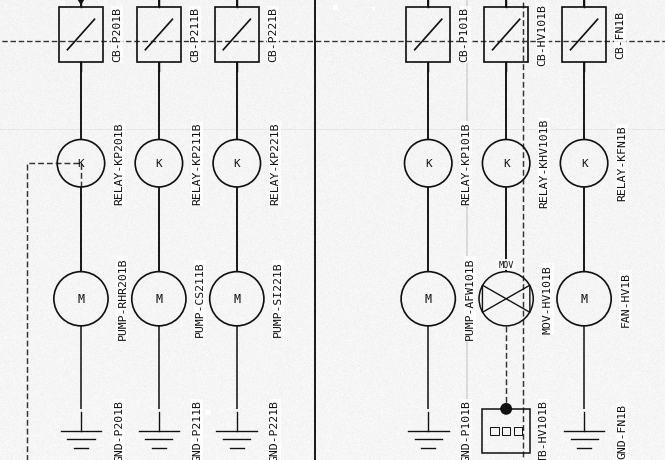 CB-P201B
CB-P211B
CB-P221B
CB-P101B
CB-HV101B
CB-FN1B
K
RELAY-KP201B
K
RELAY-KP211B
K
RELAY-KP221B
K
RELAY-KP101B
K
RELAY-KHV101B
K
RELAY-KFN1B
M
PUMP-RHR201B
M
PUMP-CS211B
M
PUMP-SI221B
M
PUMP-AFW101B
MOV
MOV-HV101B
M
FAN-HV1B
GND-P201B
GND-P211B
GND-P221B
GND-P101B
TB-HV101B
GND-FN1B